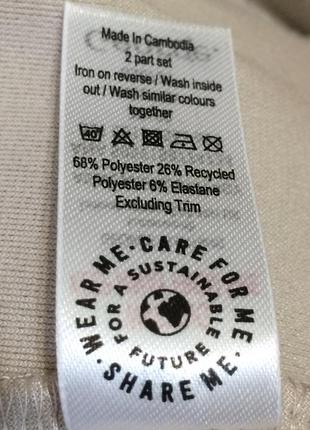 Made In Cambodia
2 part set
Iron on reverse / Wash inside
out / Wash similar colours
together
40
68% Polyester 26% Recycled
Polyester 6% Elastane
Excluding Trim
WEAR ME · CARE FOR ME · SHARE ME ·
FOR A SUSTAINABLE FUTURE